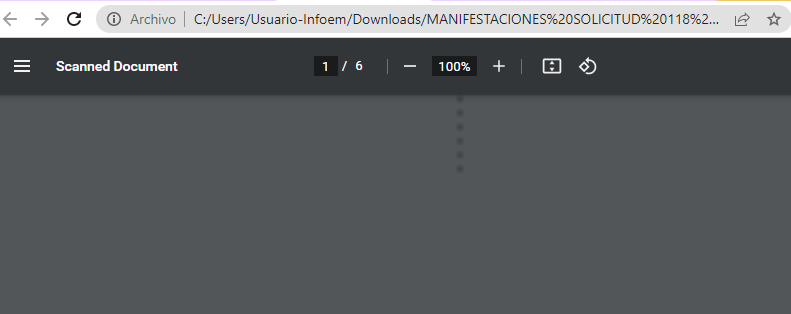 Archivo | C:/Users/Usuario-Infoem/Downloads/MANIFESTACIONES%20SOLICITUD%20118%2...
Scanned Document 1 / 6 100%